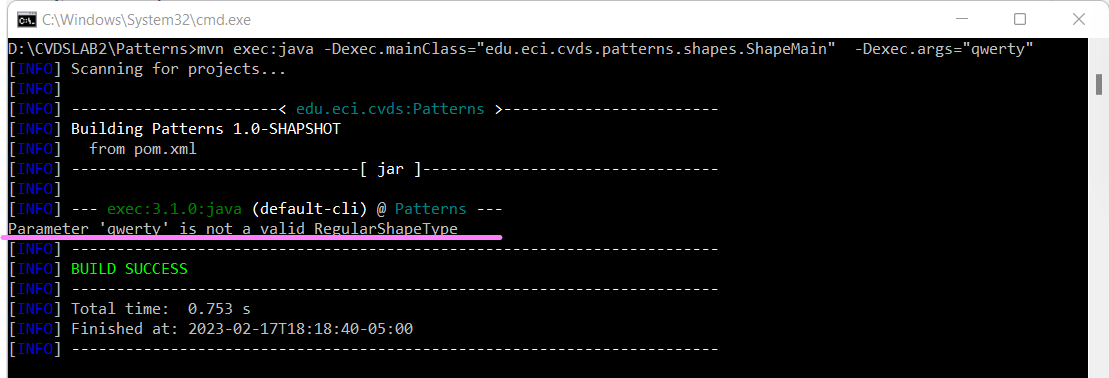 C:\Windows\System32\cmd.exe
D:\CVDSLAB2\Patterns>mvn exec:java -Dexec.mainClass="edu.eci.cvds.patterns.shapes.ShapeMain"  -Dexec.args="qwerty"
[INFO] Scanning for projects...
[INFO]
[INFO] -----------------------< edu.eci.cvds:Patterns >------------------------
[INFO] Building Patterns 1.0-SHAPSHOT
[INFO]   from pom.xml
[INFO] --------------------------------[ jar ]---------------------------------
[INFO]
[INFO] --- exec:3.1.0:java (default-cli) @ Patterns ---
Parameter 'qwerty' is not a valid RegularShapeType
[INFO] ------------------------------------------------------------------------
[INFO] BUILD SUCCESS
[INFO] ------------------------------------------------------------------------
[INFO] Total time:  0.753 s
[INFO] Finished at: 2023-02-17T18:18:40-05:00
[INFO] ------------------------------------------------------------------------